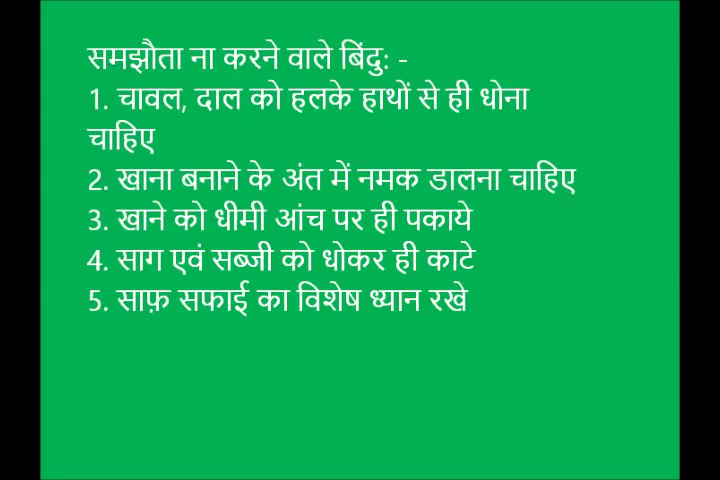 समझौता ना करने वाले बिंदु: -
1. चावल, दाल को हलके हाथों से ही धोना
चाहिए
2. खाना बनाने के अंत में नमक डालना चाहिए
3. खाने को धीमी आंच पर ही पकाये
4. साग एवं सब्जी को धोकर ही काटे
5. साफ़ सफाई का विशेष ध्यान रखे